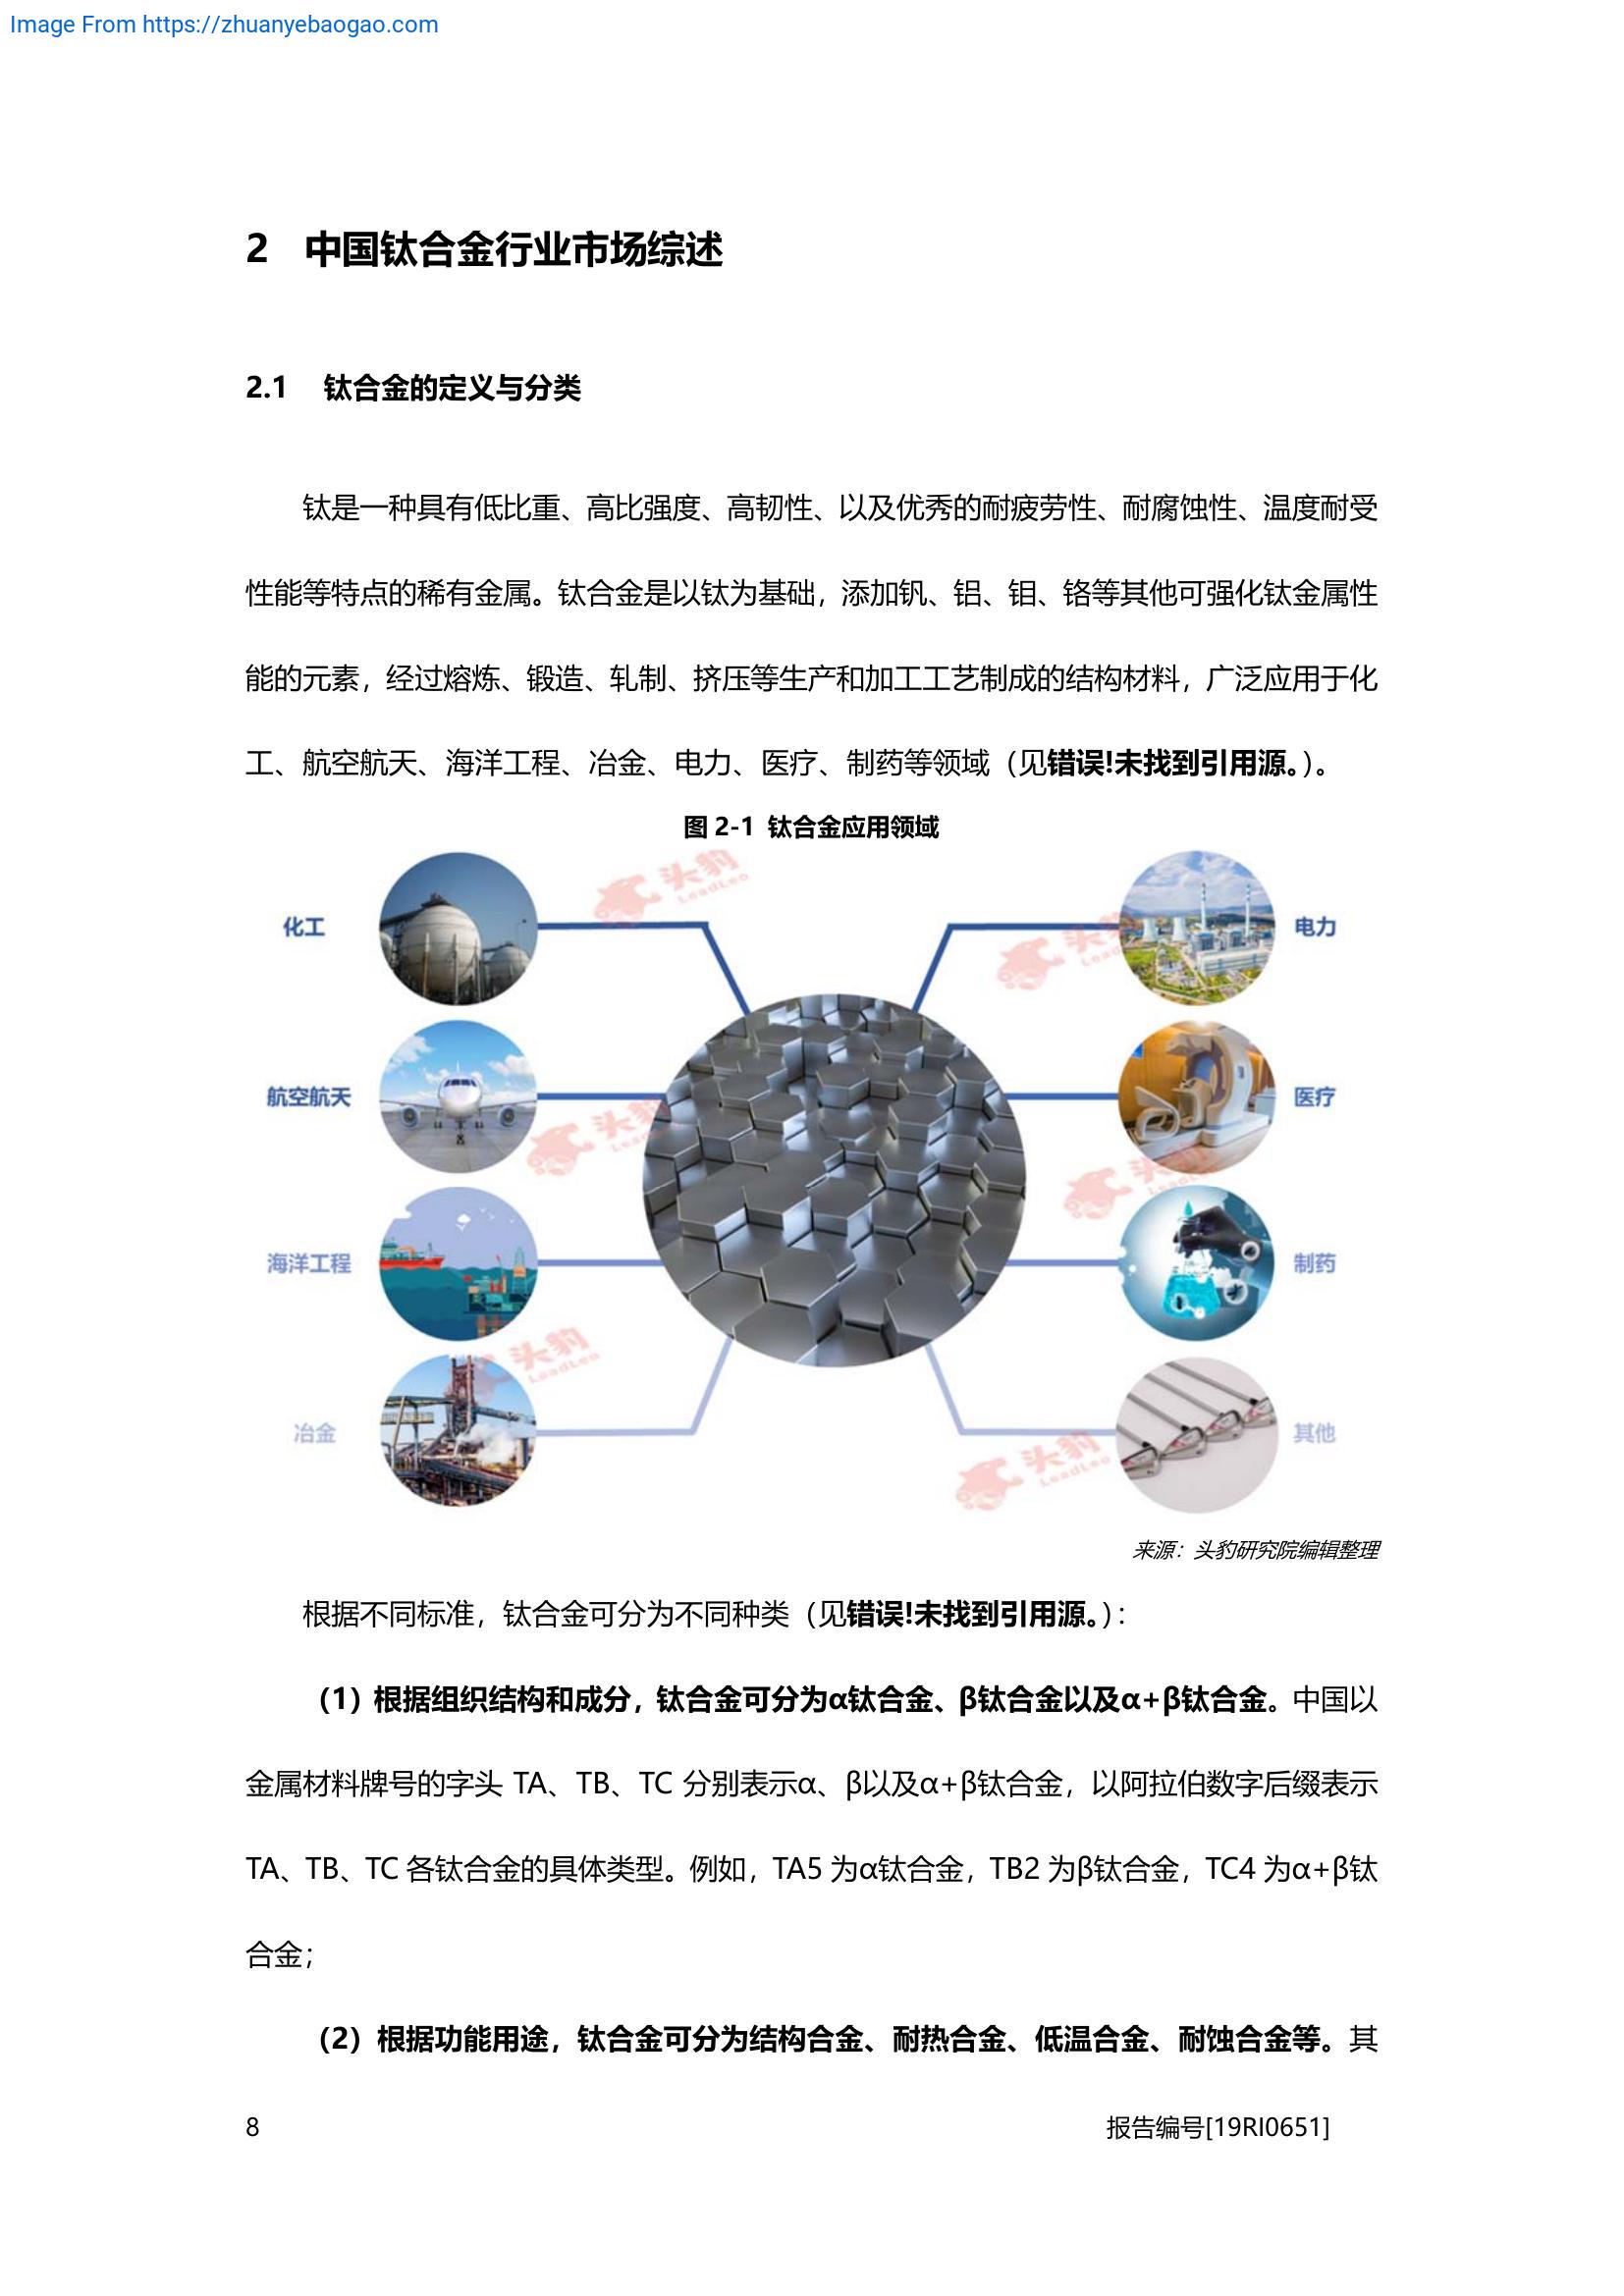 Image From https://zhuanyebaogao.com
2 中国钛合金行业市场综述
2.1 钛合金的定义与分类
钛是一种具有低比重、高比强度、高韧性、以及优秀的耐疲劳性、耐腐蚀性、温度耐受
性能等特点的稀有金属。钛合金是以钛为基础，添加钒、铝、钼、铬等其他可强化钛金属性
能的元素，经过熔炼、锻造、轧制、挤压等生产和加工工艺制成的结构材料，广泛应用于化
工、航空航天、海洋工程、冶金、电力、医疗、制药等领域（见错误!未找到引用源。）。
图 2-1 钛合金应用领域
头豹
LeadLeo
化工
电力
头豹
Lead
航空航天
医疗
头豹
Lead
头豹
LeadLeo
海洋工程
制药
头豹
LeadLeo
冶金
其他
头豹
LeadLeo
来源：头豹研究院编辑整理
根据不同标准，钛合金可分为不同种类（见错误!未找到引用源。）：
（1）根据组织结构和成分，钛合金可分为α钛合金、β钛合金以及α+β钛合金。中国以
金属材料牌号的字头 TA、TB、TC 分别表示α、β以及α+β钛合金，以阿拉伯数字后缀表示
TA、TB、TC 各钛合金的具体类型。例如，TA5 为α钛合金，TB2 为β钛合金，TC4 为α+β钛
合金；
（2）根据功能用途，钛合金可分为结构合金、耐热合金、低温合金、耐蚀合金等。其
8 报告编号[19RI0651]